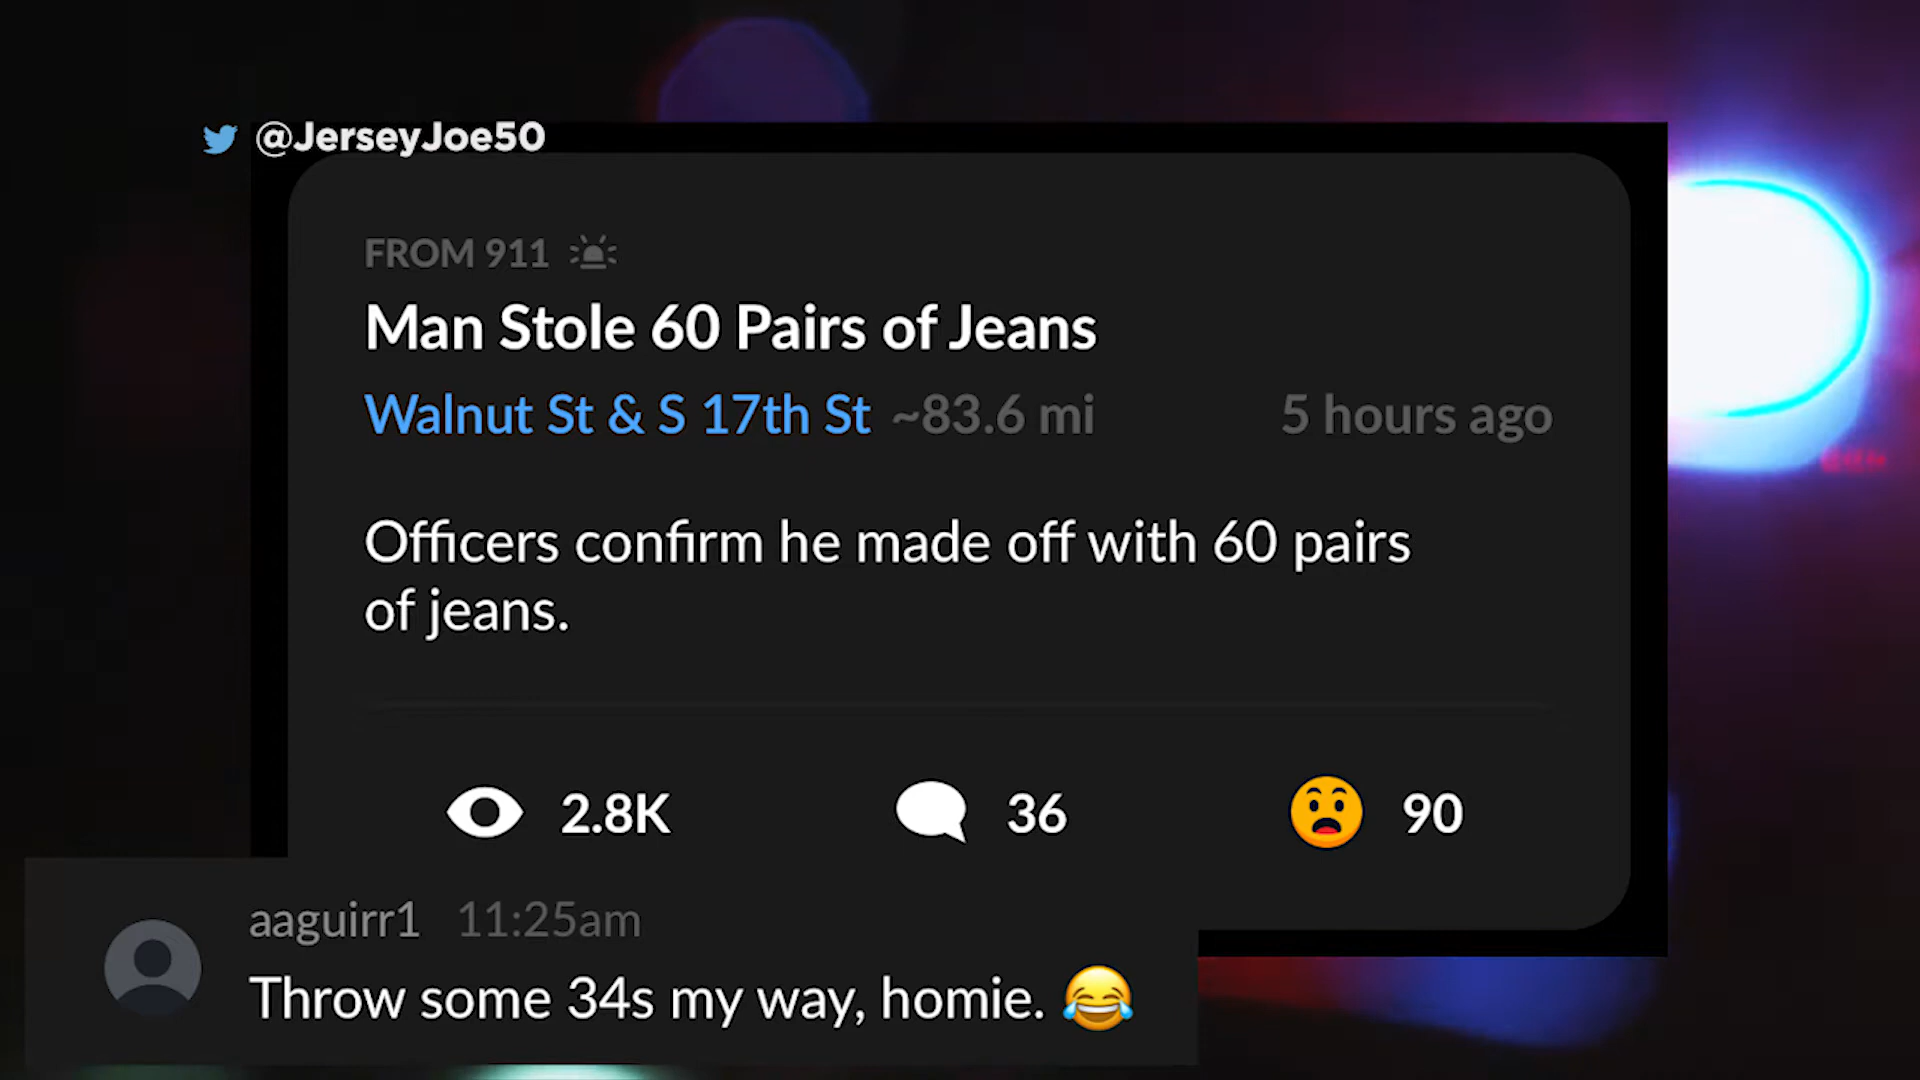 @JerseyJoe50
FROM 911
Man Stole 60 Pairs of Jeans
Walnut St & S 17th St ~83.6 mi 5 hours ago
Officers confirm he made off with 60 pairs
of jeans.
2.8K 36 90
aaguirr1 11:25am
Throw some 34s my way, homie. 😂